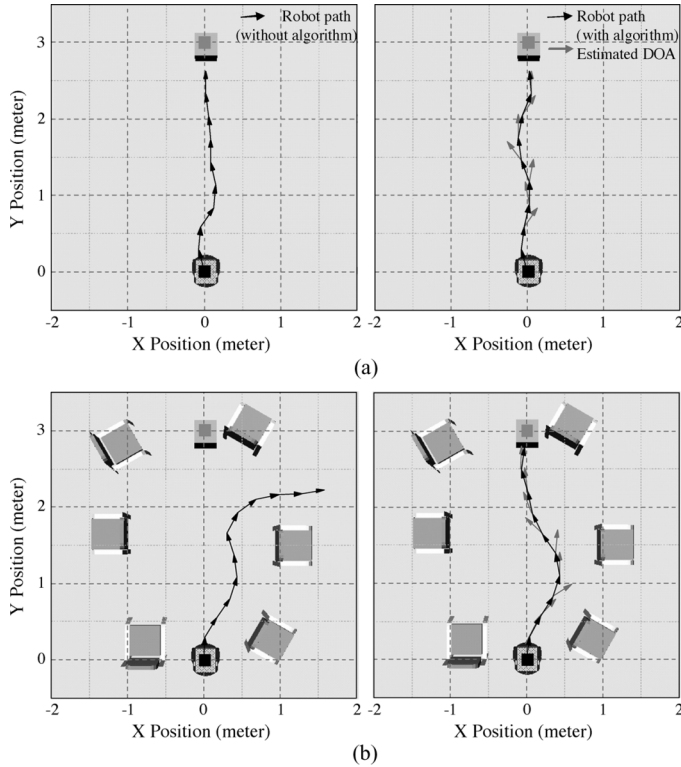 Robot path
(without algorithm)
Y Position (meter)
3
2
1
0
-2
-1
0
1
2
X Position (meter)
Robot path
(with algorithm)
Estimated DOA
-2
-1
0
1
2
X Position (meter)
(a)
Y Position (meter)
3
2
1
0
-2
-1
0
1
2
X Position (meter)
-2
-1
0
1
2
X Position (meter)
(b)